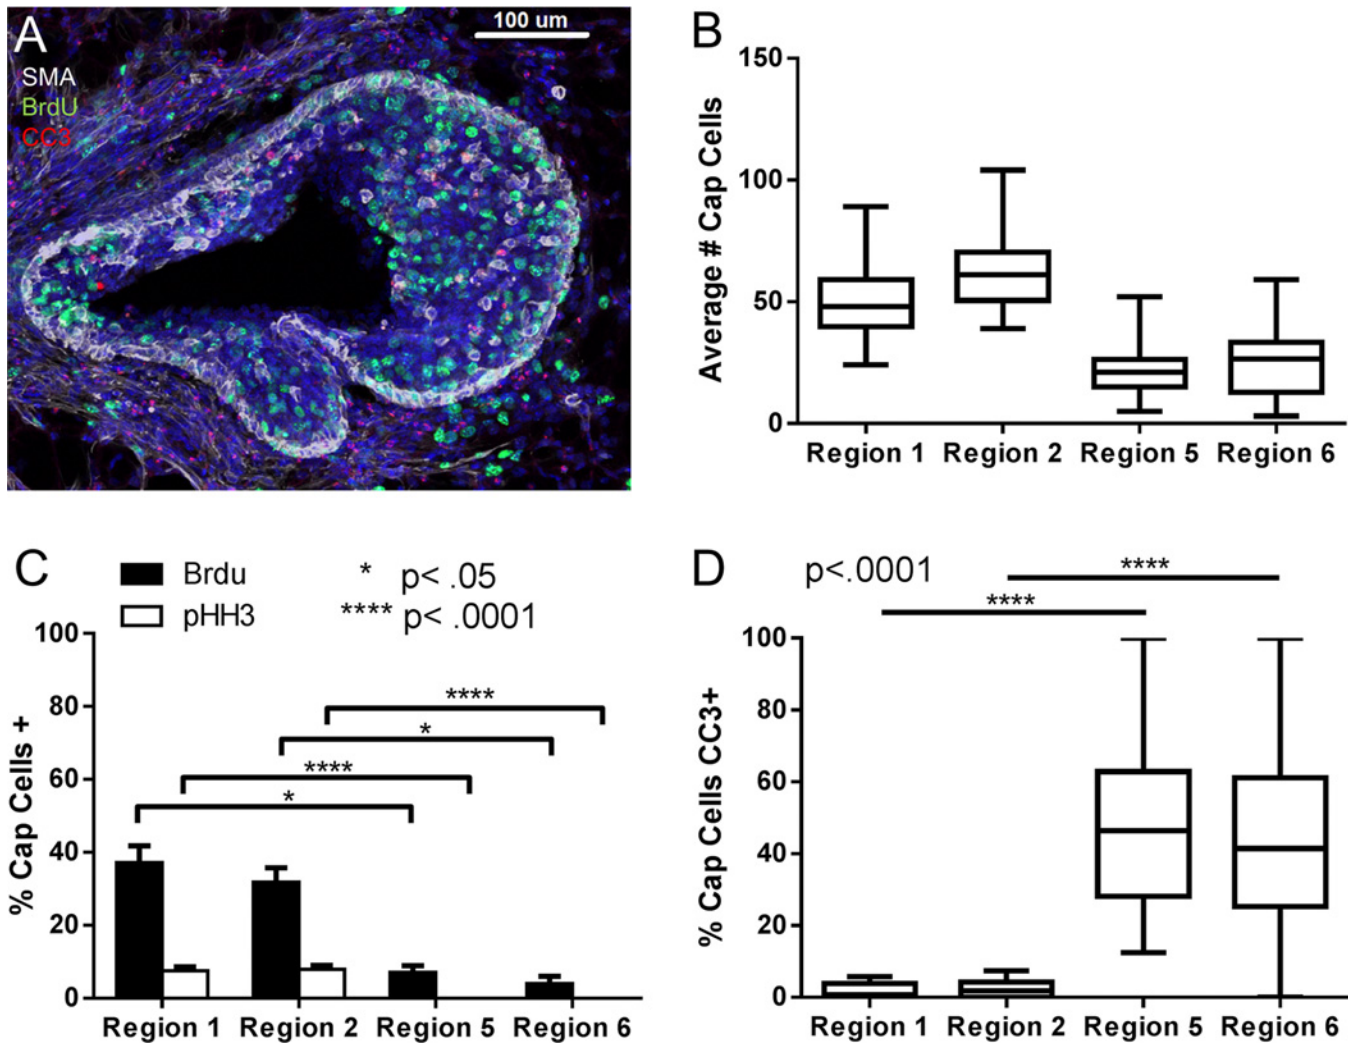 A
100 um
SMA
BrdU
CC3
B
Average # Cap Cells
150
100
50
0
Region 1 Region 2 Region 5 Region 6
C
Brdu
pHH3
* p< .05
**** p< .0001
% Cap Cells +
100
80
60
40
20
0
****
*
****
*
Region 1 Region 2 Region 5 Region 6
D
p<.0001
****
****
% Cap Cells CC3+
100
80
60
40
20
0
Region 1 Region 2 Region 5 Region 6